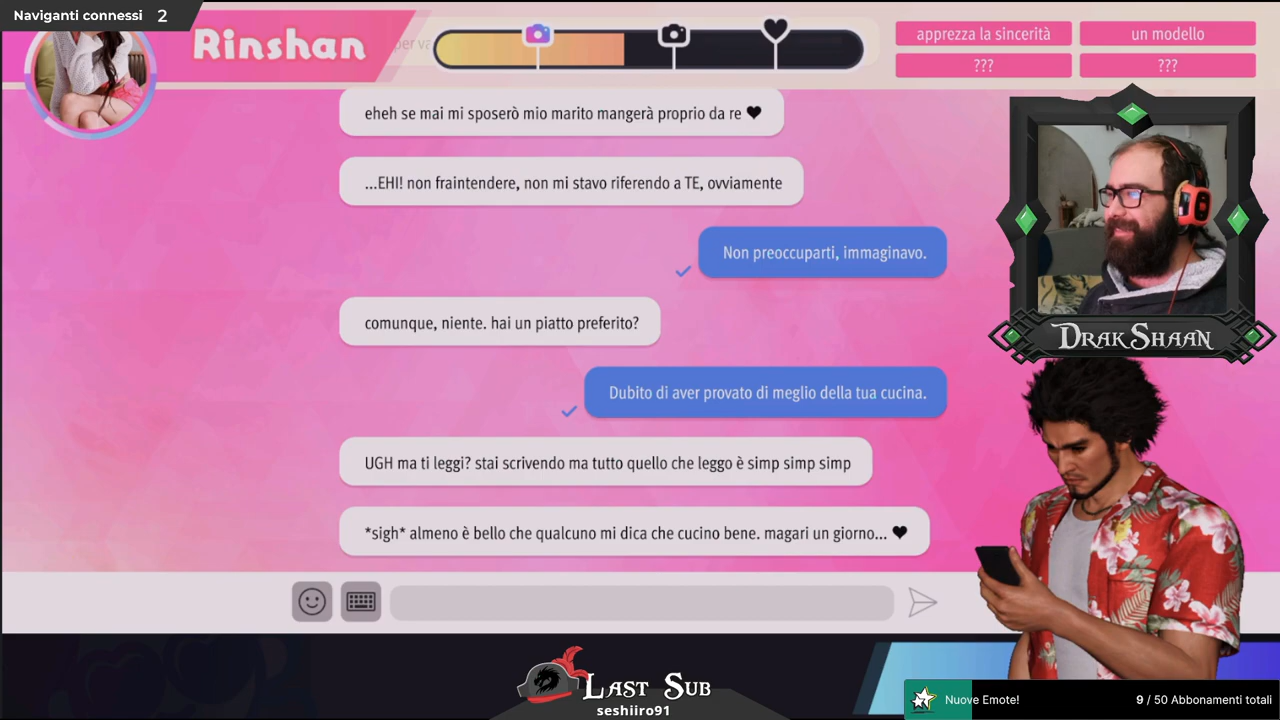 Naviganti connessi 2
Rinshan
per va
apprezza la sincerità
un modello
???
???
eheh se mai mi sposerò mio marito mangerà proprio da re ♥
...EHI! non fraintendere, non mi stavo riferendo a TE, ovviamente
Non preoccuparti, immaginavo.
comunque, niente. hai un piatto preferito?
Dubito di aver provato di meglio della tua cucina.
UGH ma ti leggi? stai scrivendo ma tutto quello che leggo è simp simp simp
*sigh* almeno è bello che qualcuno mi dica che cucino bene. magari un giorno... ♥
DrakShaan
Last Sub
seshiiro91
Nuove Emote!
9 / 50 Abbonamenti totali